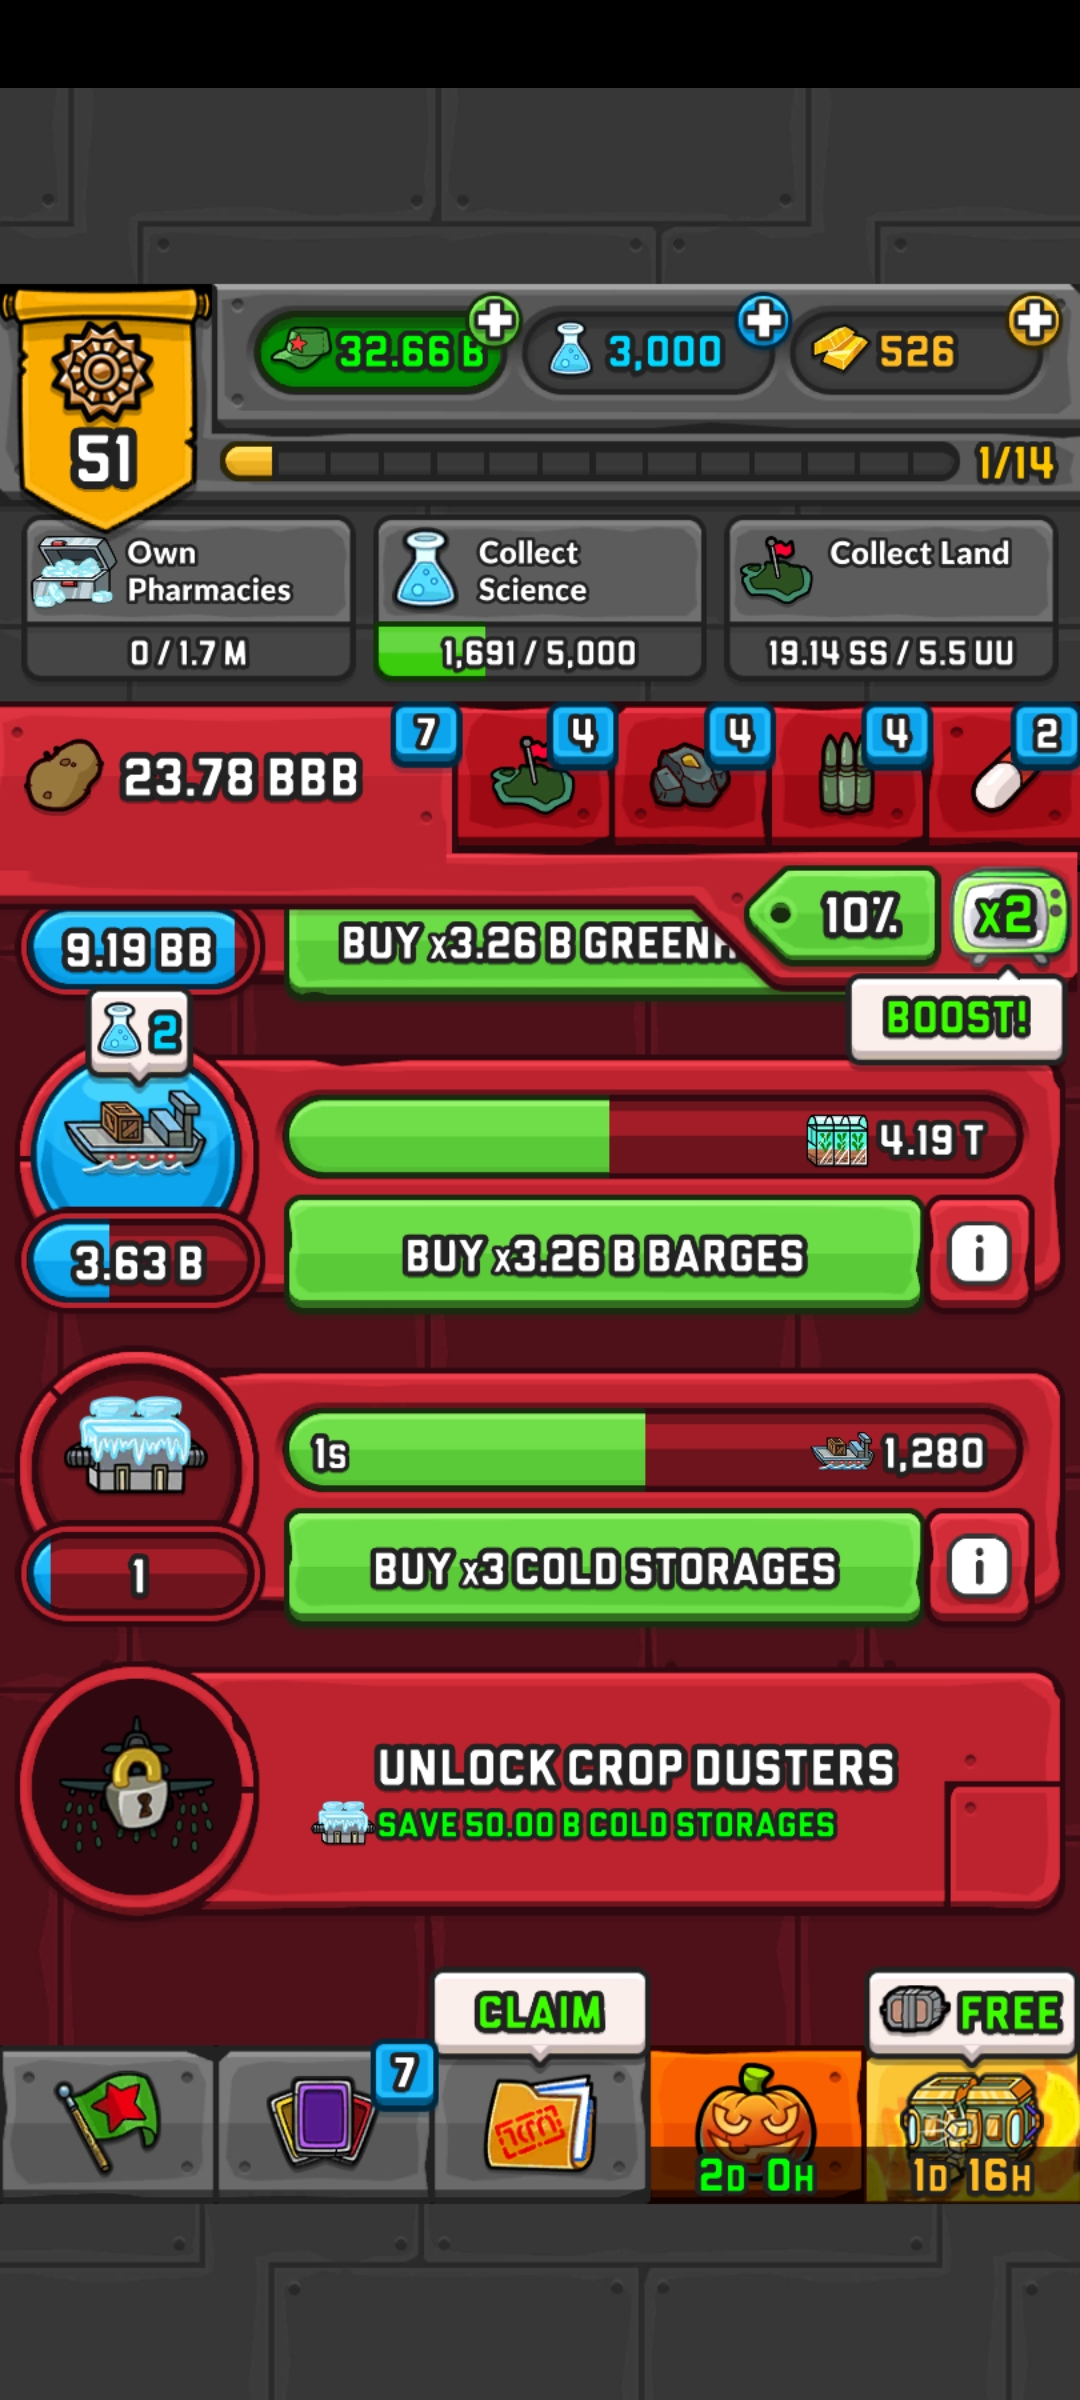 32.66 B
3,000
526
51
1/14
Own
Pharmacies
0 / 1.7 M
Collect
Science
1,691 / 5,000
Collect Land
19.14 SS / 5.5 UU
23.78 BBB
7
4
4
4
2
10%
x2
BOOST!
9.19 BB
BUY x3.26 B GREENH
2
4.19 T
3.63 B
BUY x3.26 B BARGES
i
1s
1,280
1
BUY x3 COLD STORAGES
i
UNLOCK CROP DUSTERS
SAVE 50.00 B COLD STORAGES
CLAIM
FREE
7
2D 0H
1D 16H